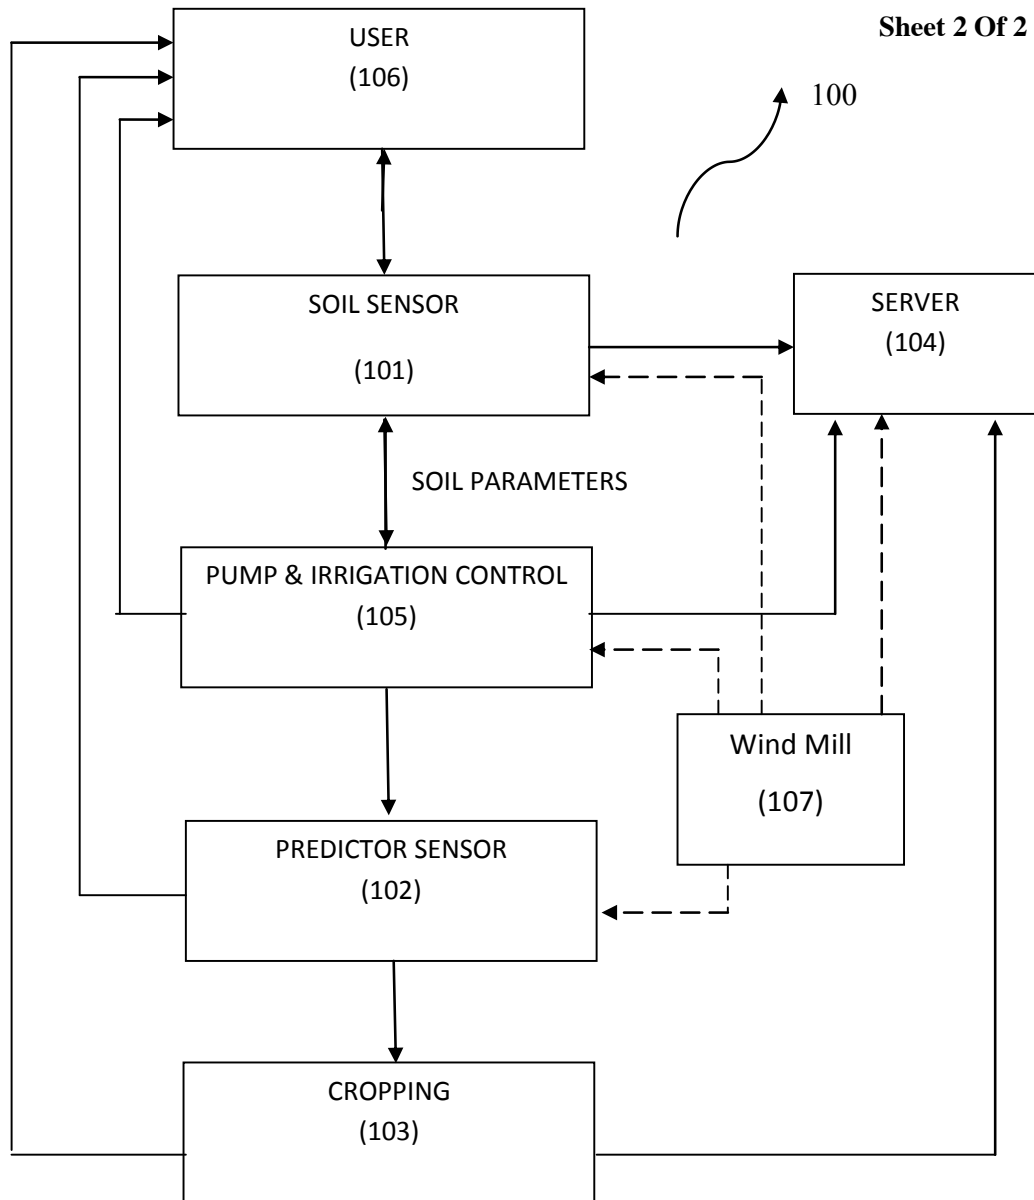 Sheet 2 Of 2
USER
(106)
100
SOIL SENSOR
(101)
SERVER
(104)
SOIL PARAMETERS
PUMP & IRRIGATION CONTROL
(105)
Wind Mill
(107)
PREDICTOR SENSOR
(102)
CROPPING
(103)